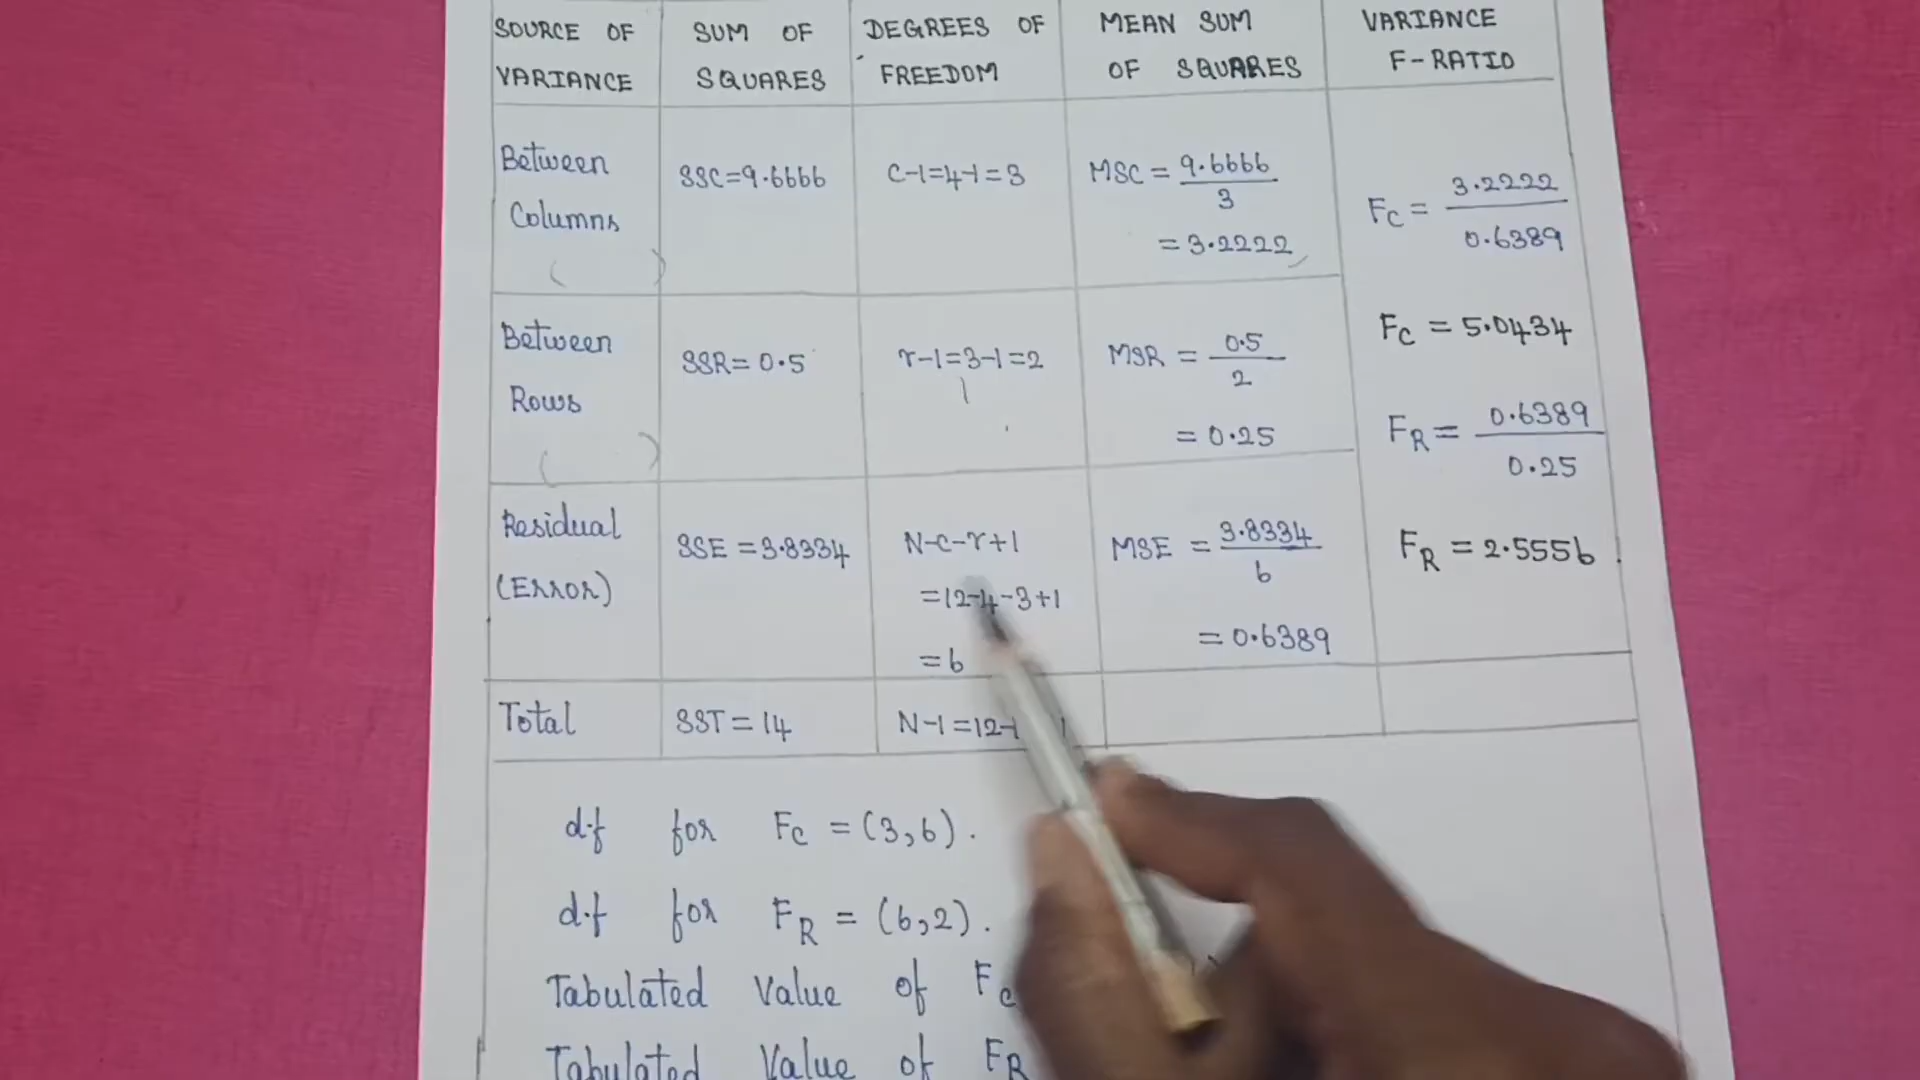 SOURCE OF VARIANCE
SUM OF SQUARES
DEGREES OF FREEDOM
MEAN SUM OF SQUARES
VARIANCE F-RATIO
Between Columns
SSC=9.6666
C-1=4-1=3
MSC = 9.6666/3
= 3.2222
Fc = 3.2222/0.6389
Fc = 5.0434
Between Rows
SSR= 0.5
r-1=3-1=2
MSR = 0.5/2
= 0.25
FR = 0.6389/0.25
FR = 2.5556
Residual (Error)
SSE = 3.8334
N-c-r+1
=12-4-3+1
= 6
MSE = 3.8334/6
= 0.6389
Total
SST = 14
N-1=12-1
d.f for Fc = (3,6).
d.f for FR = (6,2).
Tabulated Value of Fc
Tabulated Value of FR